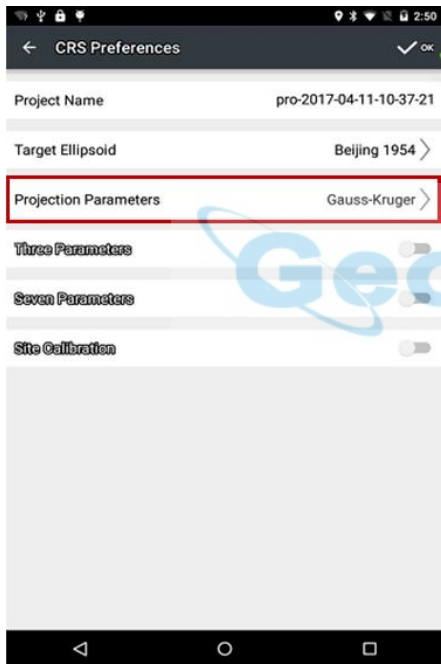 2:50
CRS Preferences
OK
Project Name pro-2017-04-11-10-37-21
Target Ellipsoid Beijing 1954
Projection Parameters Gauss-Kruger
Three Parameters
Seven Parameters
Site Calibration
Geo